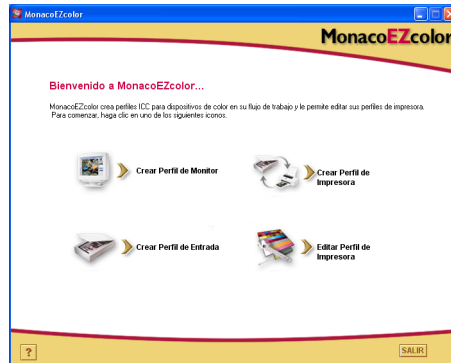 MonacoEZcolor
MonacoEZcolor
Bienvenido a MonacoEZcolor...
MonacoEZcolor crea perfiles ICC para dispositivos de color en su flujo de trabajo y le permite editar sus perfiles de impresora.
Para comenzar, haga clic en uno de los siguientes iconos.
Crear Perfil de Monitor
Crear Perfil de
Impresora
Crear Perfil de Entrada
Editar Perfil de
Impresora
?
SALIR